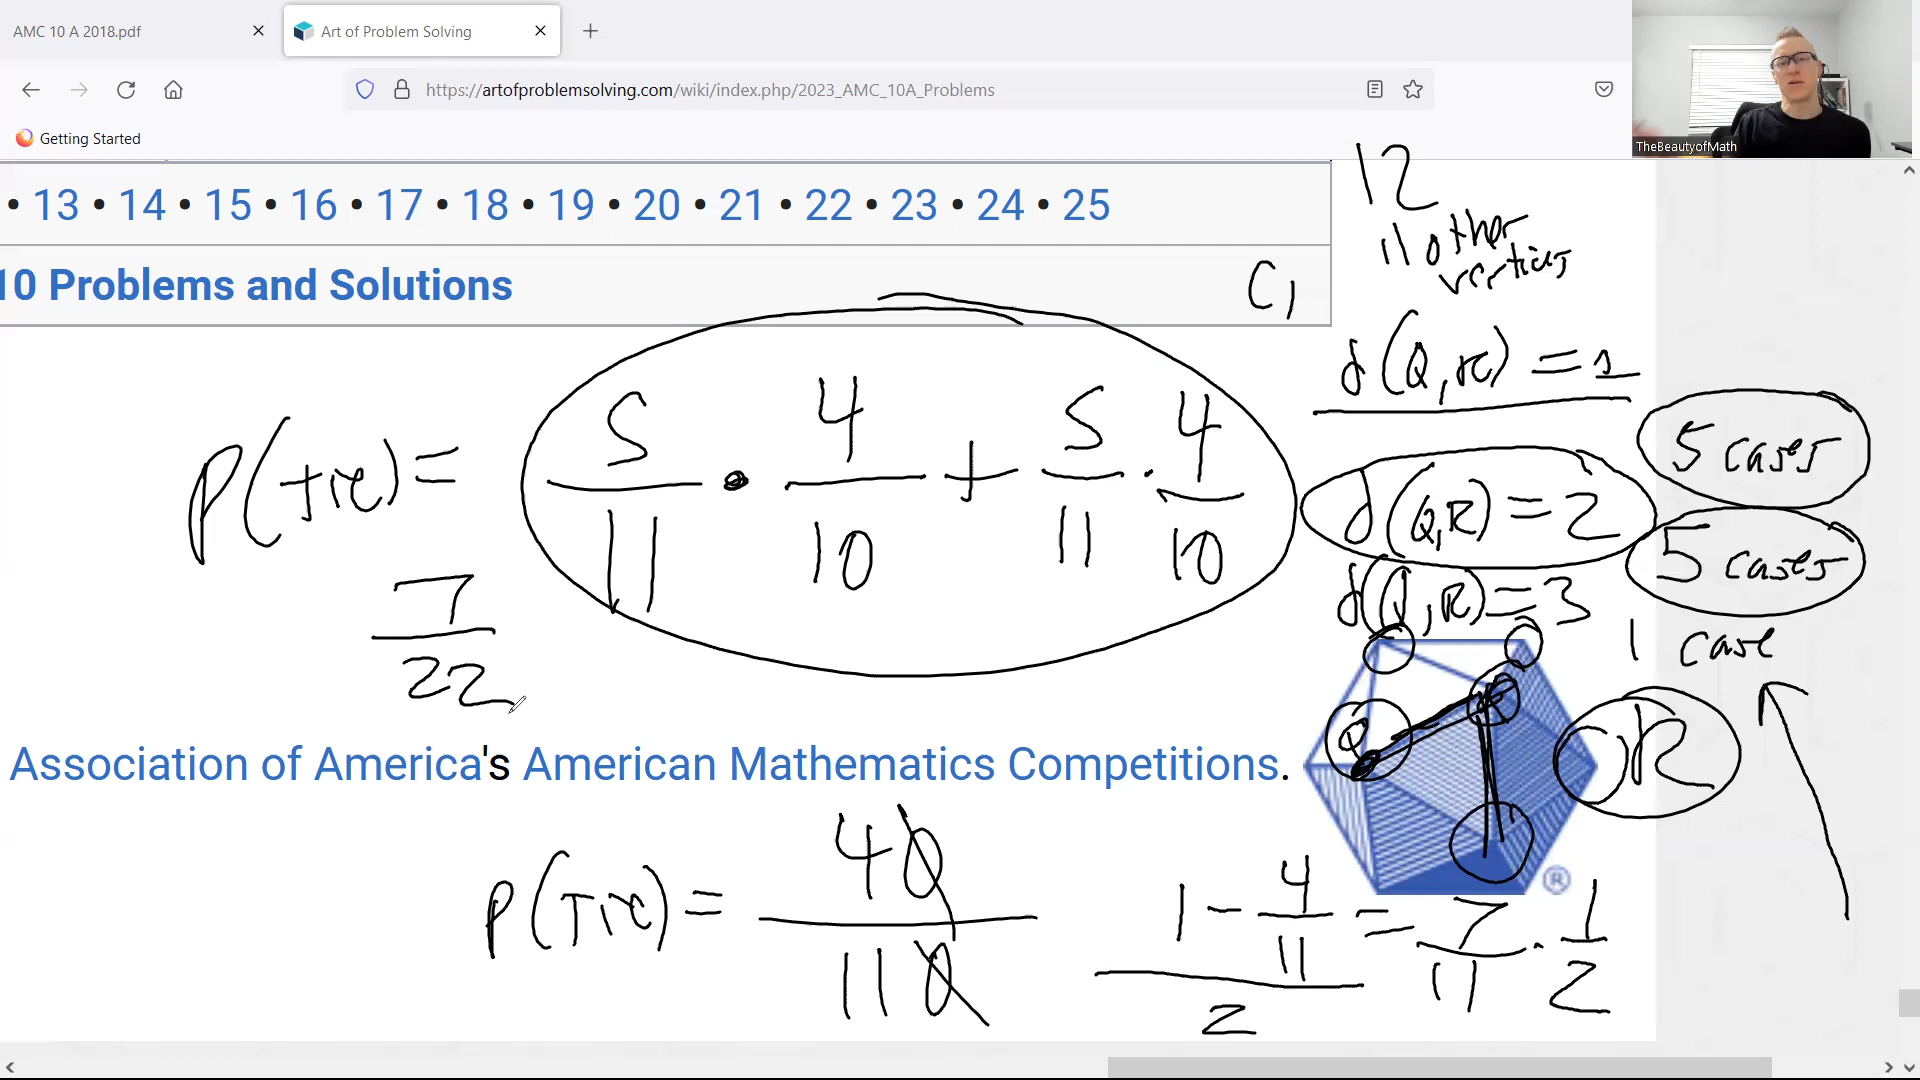 AMC 10 A 2018.pdf
Art of Problem Solving
https://artofproblemsolving.com/wiki/index.php/2023_AMC_10A_Problems
Getting Started
TheBeautyofMath
• 13 • 14 • 15 • 16 • 17 • 18 • 19 • 20 • 21 • 22 • 23 • 24 • 25
10 Problems and Solutions
C,
12
11 other
vertices
d(Q,R) = 1
5 cases
d(Q,R) = 2
5 cases
d(Q,R) = 3
1 case
P(tie) = 5/11 · 4/10 + 5/11 · 4/10
7/22
Q
R
Association of America's American Mathematics Competitions.
®
P(Tie) = 40/110
(1 - 4/11)/2 = 7/11 · 1/2